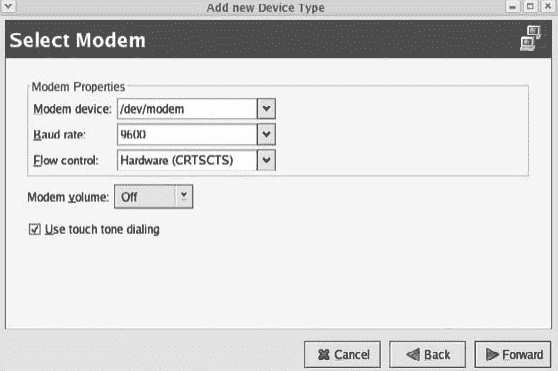 Add new Device Type
Select Modem
Modem Properties
Modem device: /dev/modem
Baud rate: 9600
Flow control: Hardware (CRTSCTS)
Modem volume: Off
Use touch tone dialing
Cancel Back Forward